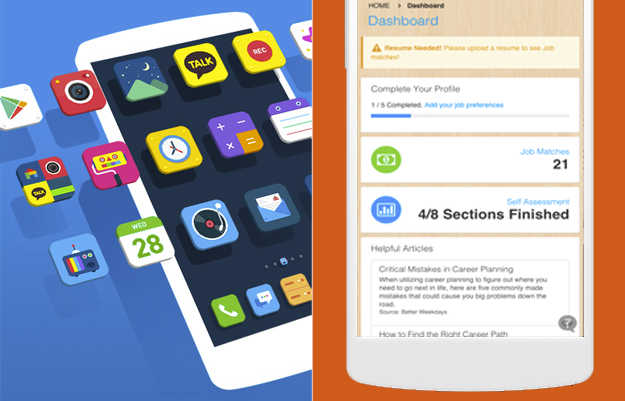 TALK
REC
TALK
WED
28
HOME > Dashboard
Dashboard
Resume Needed! Please upload a resume to see Job
matches!
Complete Your Profile
1 / 5 Completed. Add your job preferences
Job Matches
21
Self Assessment
4/8 Sections Finished
Helpful Articles
Critical Mistakes in Career Planning
When utilizing career planning to figure out where you
need to go next in life, here are five commonly made
mistakes that could cause you big problems down the
road.
Source: Better Weekdays
How to Find the Right Career Path
?